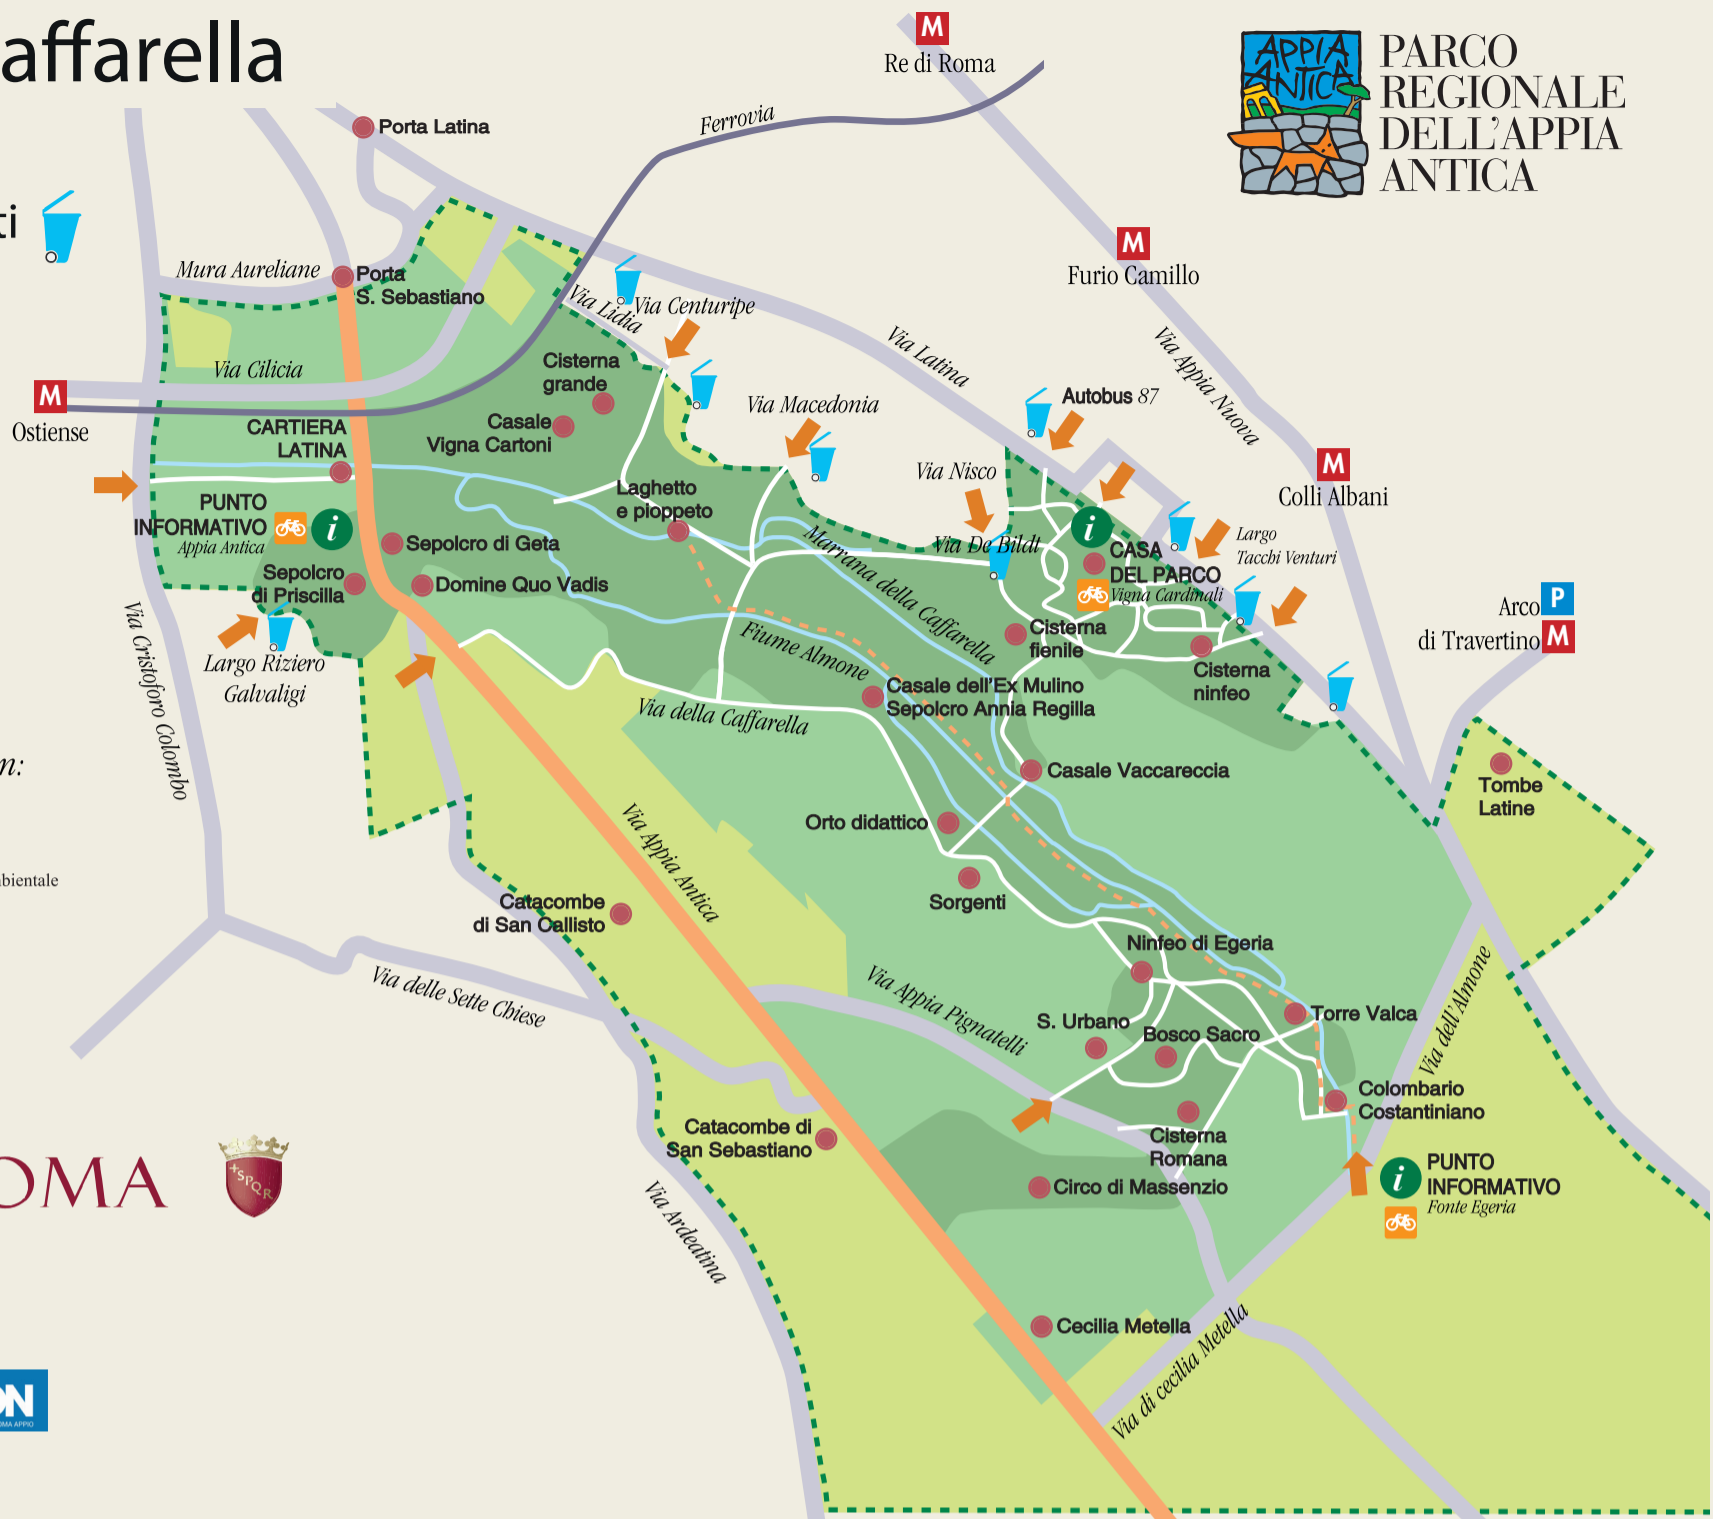 affarella
M
Re di Roma
APPIA
ANTICA
PARCO
REGIONALE
DELL'APPIA
ANTICA
Ferrovia
Porta Latina
ti
M
Furio Camillo
Mura Aureliane
Porta
S. Sebastiano
Via Lidia
Via Centuripe
Via Latina
Via Appia Nuova
Via Cilicia
Cisterna
grande
M
Ostiense
Casale
Vigna Cartoni
Via Macedonia
Autobus 87
CARTIERA
LATINA
Via Nisco
M
Colli Albani
Laghetto
e pioppeto
PUNTO
INFORMATIVO
Appia Antica
i
Sepolcro di Geta
Marrana della Caffarella
Via De Bildt
i
CASA
DEL PARCO
Vigna Cardinali
Largo
Tacchi Venturi
Sepolcro
di Priscilla
Domine Quo Vadis
Arco
di Travertino
P
M
Via Cristoforo Colombo
Largo Riziero
Galvaligi
Fiume Almone
Cisterna
fienile
Cisterna
ninfeo
Casale dell'Ex Mulino
Sepolcro Annia Regilla
Via della Caffarella
n:
Casale Vaccareccia
Tombe
Latine
Via Appia Antica
Orto didattico
bientale
Sorgenti
Catacombe
di San Callisto
Ninfeo di Egeria
Via delle Sette Chiese
Via Appia Pignatelli
Via dell'Almone
S. Urbano
Bosco Sacro
Torre Valca
Colombario
Costantiniano
Catacombe di
San Sebastiano
Cisterna
Romana
OMA
SPQR
Via Ardeatina
Circo di Massenzio
i
PUNTO
INFORMATIVO
Fonte Egeria
Cecilia Metella
Via di cecilia Metella
ON
OMA APPIO